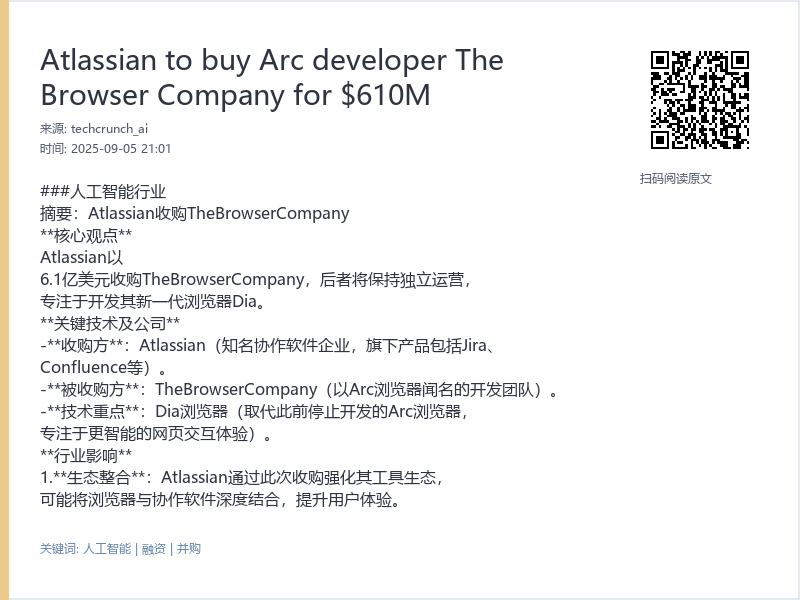 Atlassian to buy Arc developer The
Browser Company for $610M
来源: techcrunch_ai
时间: 2025-09-05 21:01
扫码阅读原文
###人工智能行业
摘要：Atlassian收购TheBrowserCompany
**核心观点**
Atlassian以
6.1亿美元收购TheBrowserCompany，后者将保持独立运营，
专注于开发其新一代浏览器Dia。
**关键技术及公司**
-**收购方**：Atlassian（知名协作软件企业，旗下产品包括Jira、
Confluence等）。
-**被收购方**：TheBrowserCompany（以Arc浏览器闻名的开发团队）。
-**技术重点**：Dia浏览器（取代此前停止开发的Arc浏览器，
专注于更智能的网页交互体验）。
**行业影响**
1.**生态整合**：Atlassian通过此次收购强化其工具生态，
可能将浏览器与协作软件深度结合，提升用户体验。
关键词: 人工智能 | 融资 | 并购